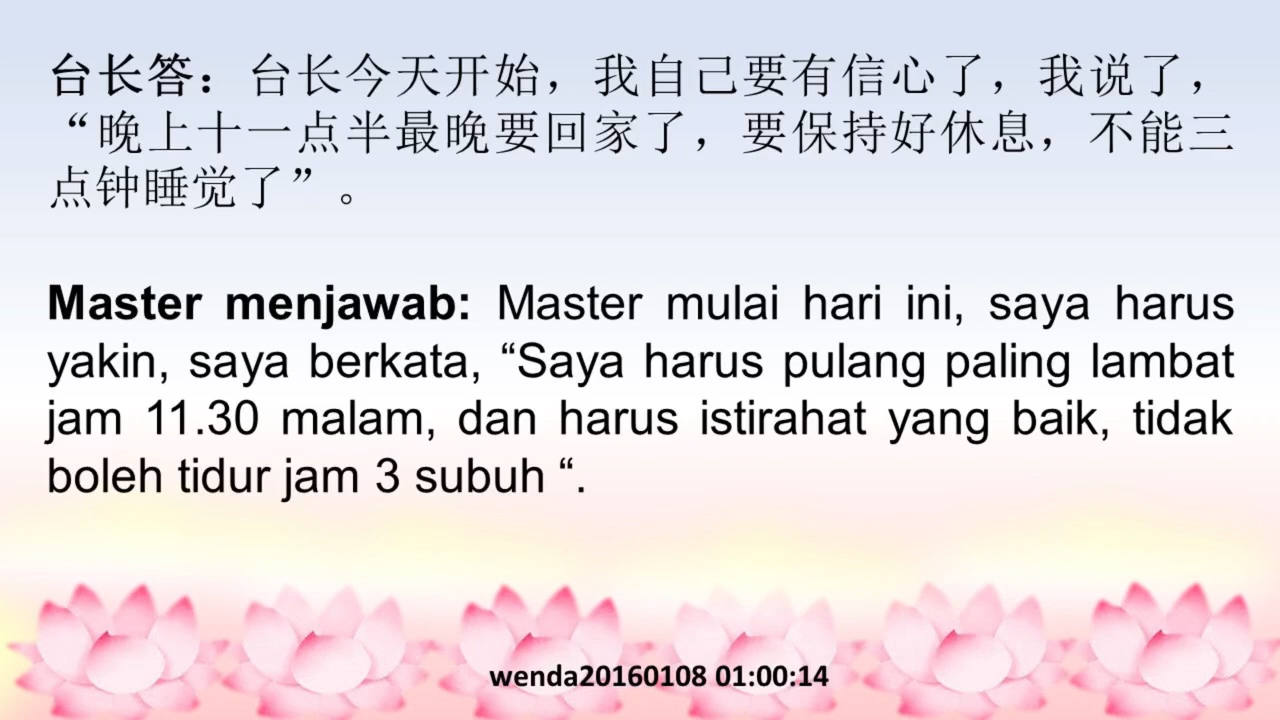 台长答：台长今天开始，我自己要有信心了，我说了，
“晚上十一点半最晚要回家了，要保持好休息，不能三
点钟睡觉了”。
Master menjawab: Master mulai hari ini, saya harus
yakin, saya berkata, “Saya harus pulang paling lambat
jam 11.30 malam, dan harus istirahat yang baik, tidak
boleh tidur jam 3 subuh “.
wenda20160108 01:00:14